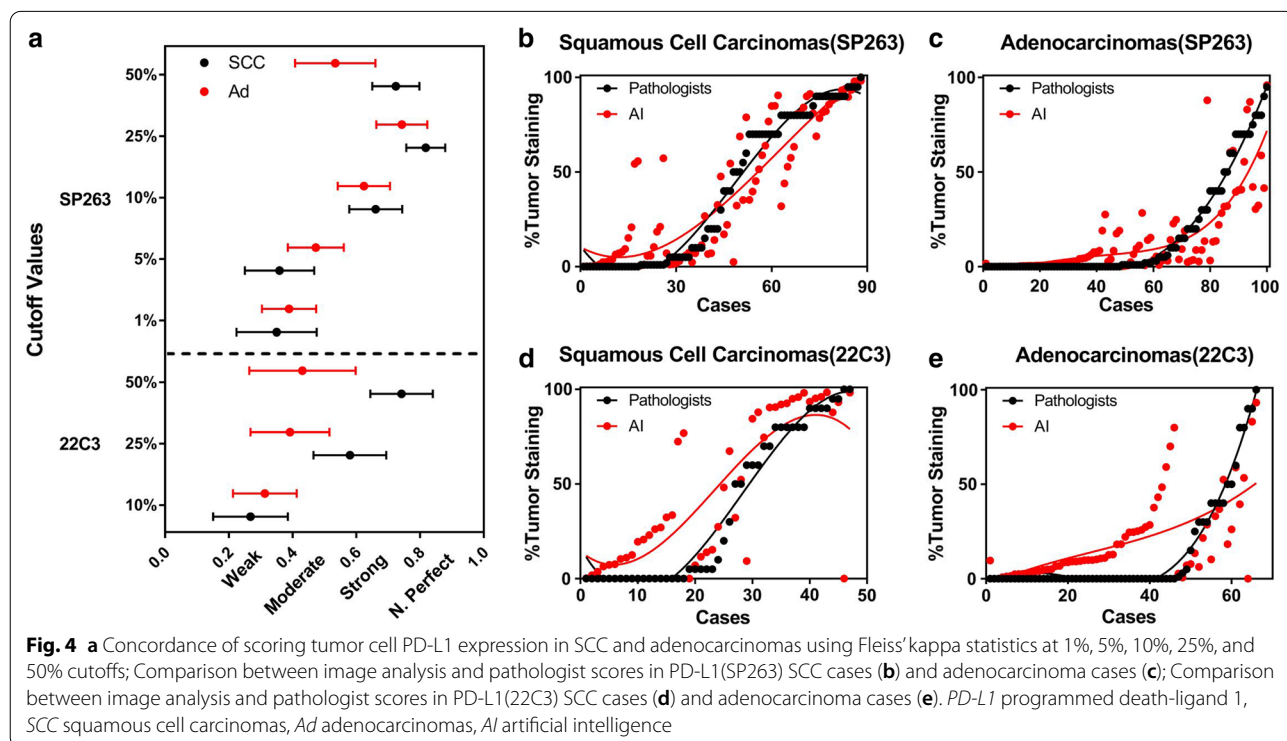 a
SCC
Ad
Cutoff Values
SP263
50%
25%
10%
5%
1%
22C3
50%
25%
10%
0.0 0.2 0.4 0.6 0.8 1.0
Weak Moderate Strong N. Perfect
b Squamous Cell Carcinomas(SP263)
Pathologists
AI
%Tumor Staining
100
50
0
0 30 60 90
Cases
c Adenocarcinomas(SP263)
Pathologists
AI
%Tumor Staining
100
50
0
0 20 40 60 80 100
Cases
d Squamous Cell Carcinomas(22C3)
Pathologists
AI
%Tumor Staining
100
50
0
0 10 20 30 40 50
Cases
e Adenocarcinomas(22C3)
Pathologists
AI
%Tumor Staining
100
50
0
0 20 40 60
Cases
Fig. 4 a Concordance of scoring tumor cell PD-L1 expression in SCC and adenocarcinomas using Fleiss’ kappa statistics at 1%, 5%, 10%, 25%, and
50% cutoffs; Comparison between image analysis and pathologist scores in PD-L1(SP263) SCC cases (b) and adenocarcinoma cases (c); Comparison
between image analysis and pathologist scores in PD-L1(22C3) SCC cases (d) and adenocarcinoma cases (e). PD-L1 programmed death-ligand 1,
SCC squamous cell carcinomas, Ad adenocarcinomas, AI artificial intelligence